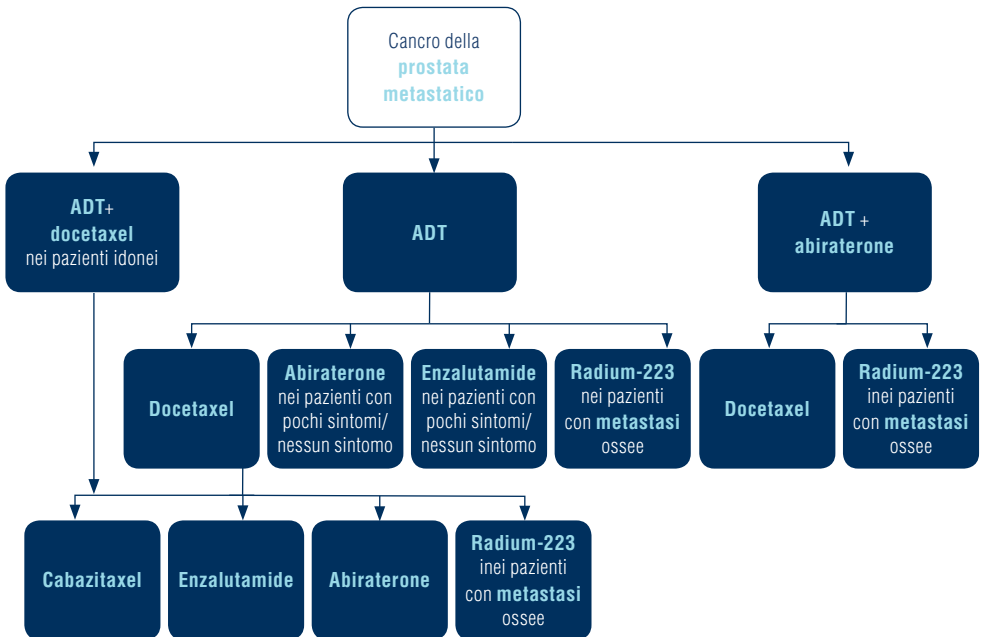 Cancro della
prostata
metastatico
ADT+
docetaxel
nei pazienti idonei
ADT
ADT +
abiraterone
Docetaxel
Abiraterone
nei pazienti con
pochi sintomi/
nessun sintomo
Enzalutamide
nei pazienti con
pochi sintomi/
nessun sintomo
Radium-223
nei pazienti
con metastasi
ossee
Docetaxel
Radium-223
inei pazienti
con metastasi
ossee
Cabazitaxel
Enzalutamide
Abiraterone
Radium-223
inei pazienti
con metastasi
ossee